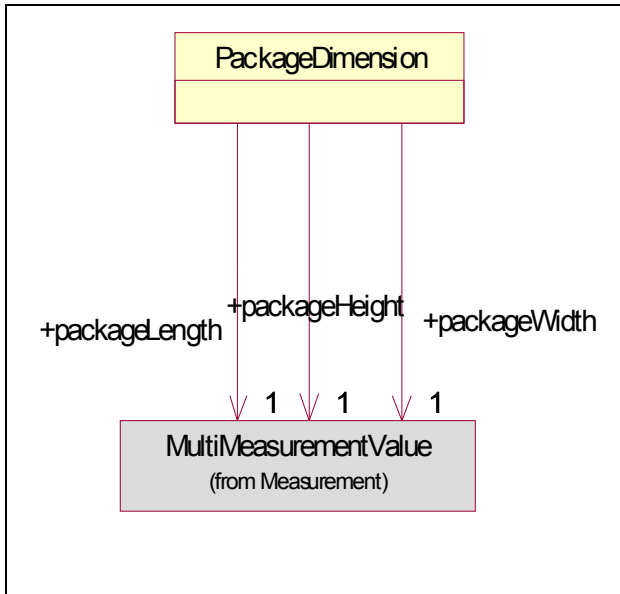 PackageDimension
+packageHeight
+packageLength
+packageWidth
1
1
1
MultiMeasurementValue
(from Measurement)